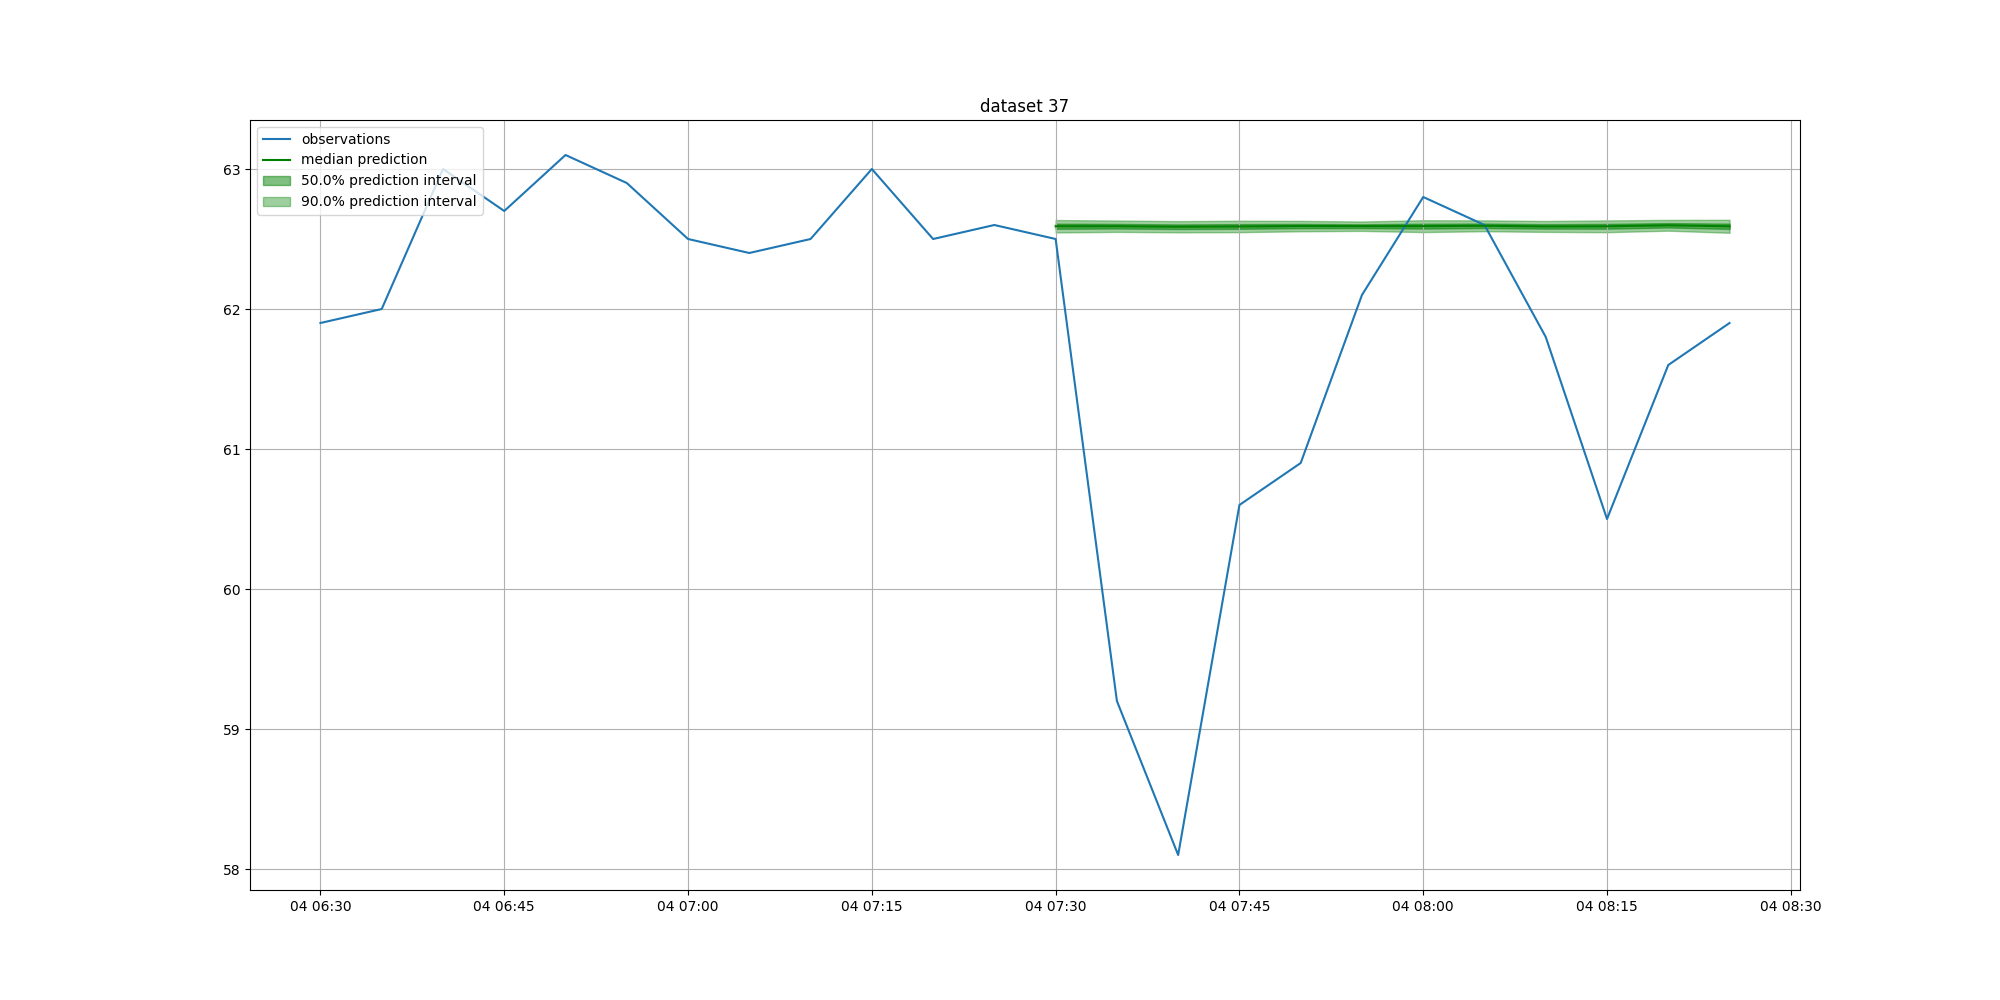 dataset 37
observations
median prediction
50.0% prediction interval
90.0% prediction interval
63
62
61
60
59
58
04 06:30 04 06:45 04 07:00 04 07:15 04 07:30 04 07:45 04 08:00 04 08:15 04 08:30